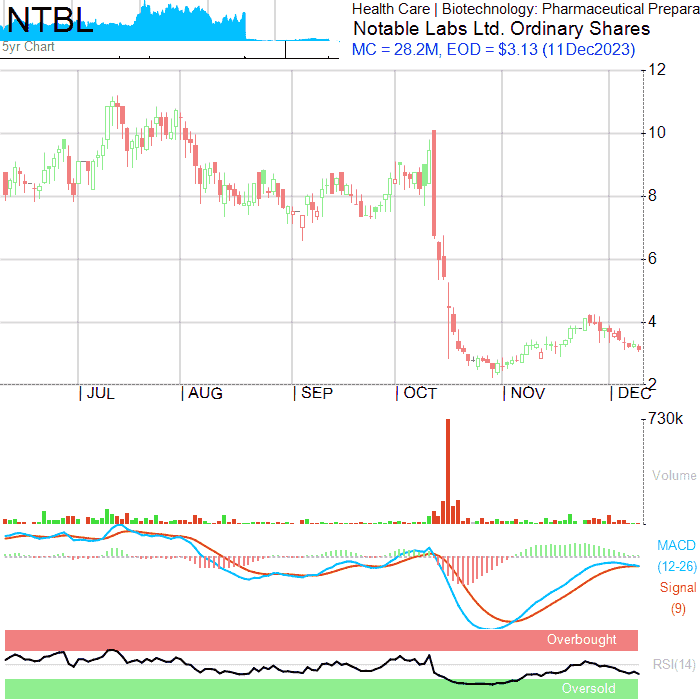 NTBL
5yr Chart
Health Care | Biotechnology: Pharmaceutical Prepara
Notable Labs Ltd. Ordinary Shares
MC = 28.2M, EOD = $3.13 (11Dec2023)
12
10
8
6
4
2
JUL AUG SEP OCT NOV DEC
730k
Volume
MACD
(12-26)
Signal
(9)
Overbought
RSI(14)
Oversold